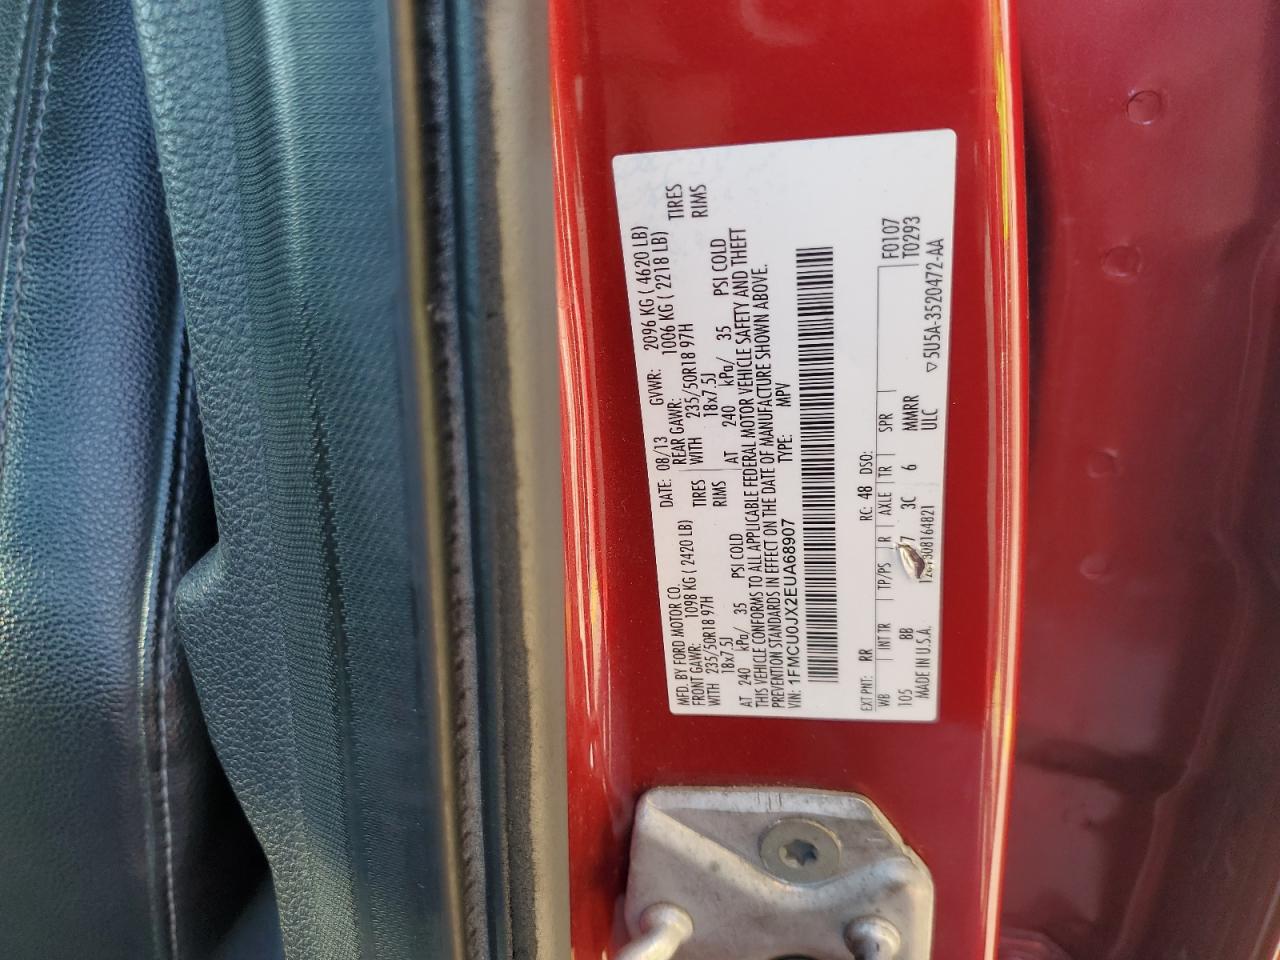 MFD. BY FORD MOTOR CO.
DATE: 08/13 GVWR: 2096 KG ( 4620 LB)
FRONT GAWR: 1098 KG ( 2420 LB) REAR GAWR: 1006 KG ( 2218 LB)
WITH 235/50R18 97H TIRES WITH 235/50R18 97H TIRES
18x7.5J RIMS 18x7.5J RIMS
AT 240 kPa/ 35 PSI COLD AT 240 kPa/ 35 PSI COLD
THIS VEHICLE CONFORMS TO ALL APPLICABLE FEDERAL MOTOR VEHICLE SAFETY AND THEFT
PREVENTION STANDARDS IN EFFECT ON THE DATE OF MANUFACTURE SHOWN ABOVE.
VIN: 1FMCU0JX2EUA68907 TYPE: MPV
EXT PNT: RR RC: 48 DSO:
WB INT TR TP/PS R AXLE TR SPR F0107
105 8B 7 3C 6 MMRR T0293
MADE IN U.S.A. ULC
▽5U5A-3520472-AA